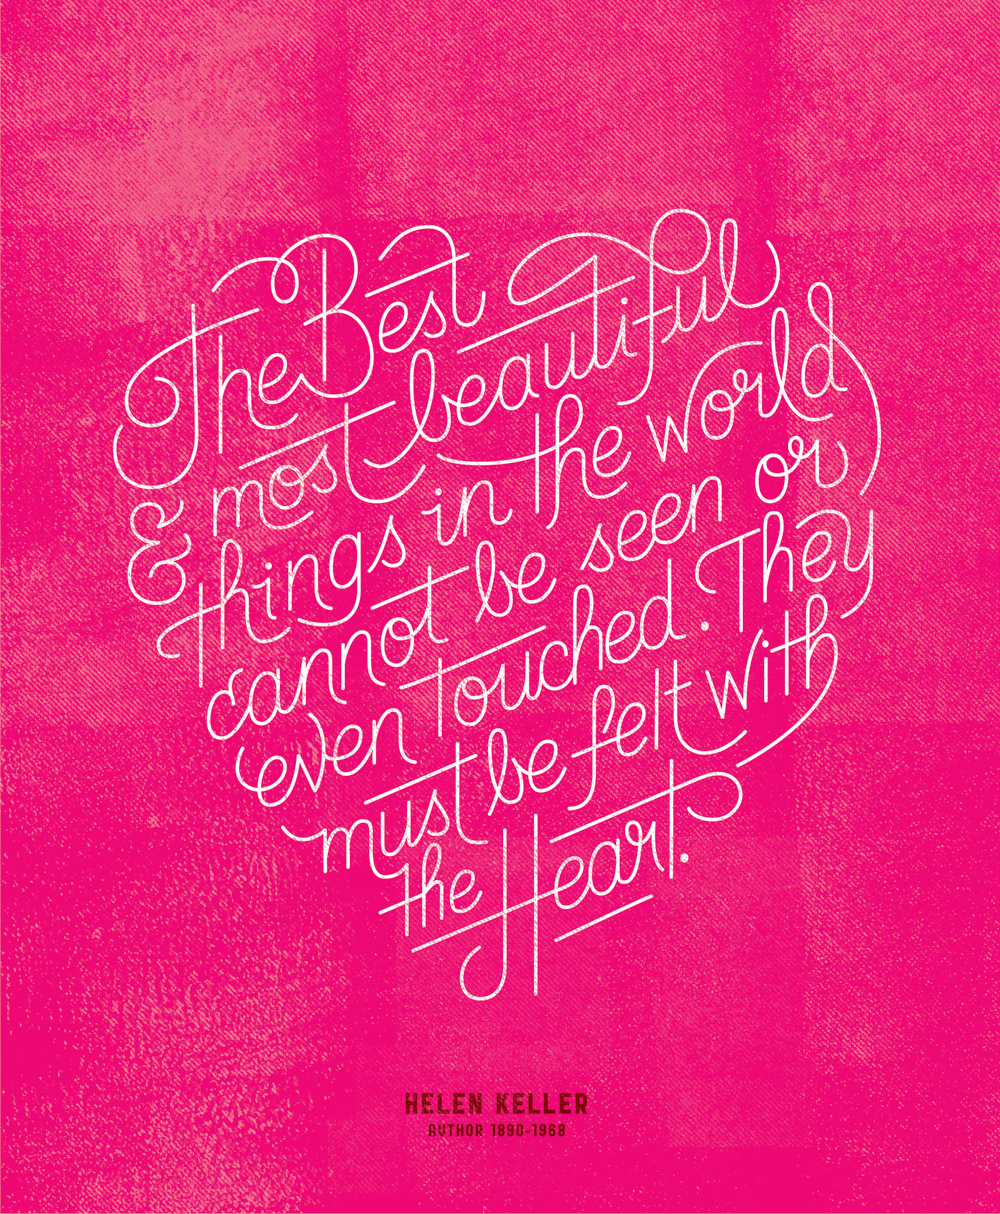 The Best
& most beautiful
things in the world
cannot be seen or
even touched. They
must be felt with
the Heart.
HELEN KELLER
AUTHOR 1890-1968